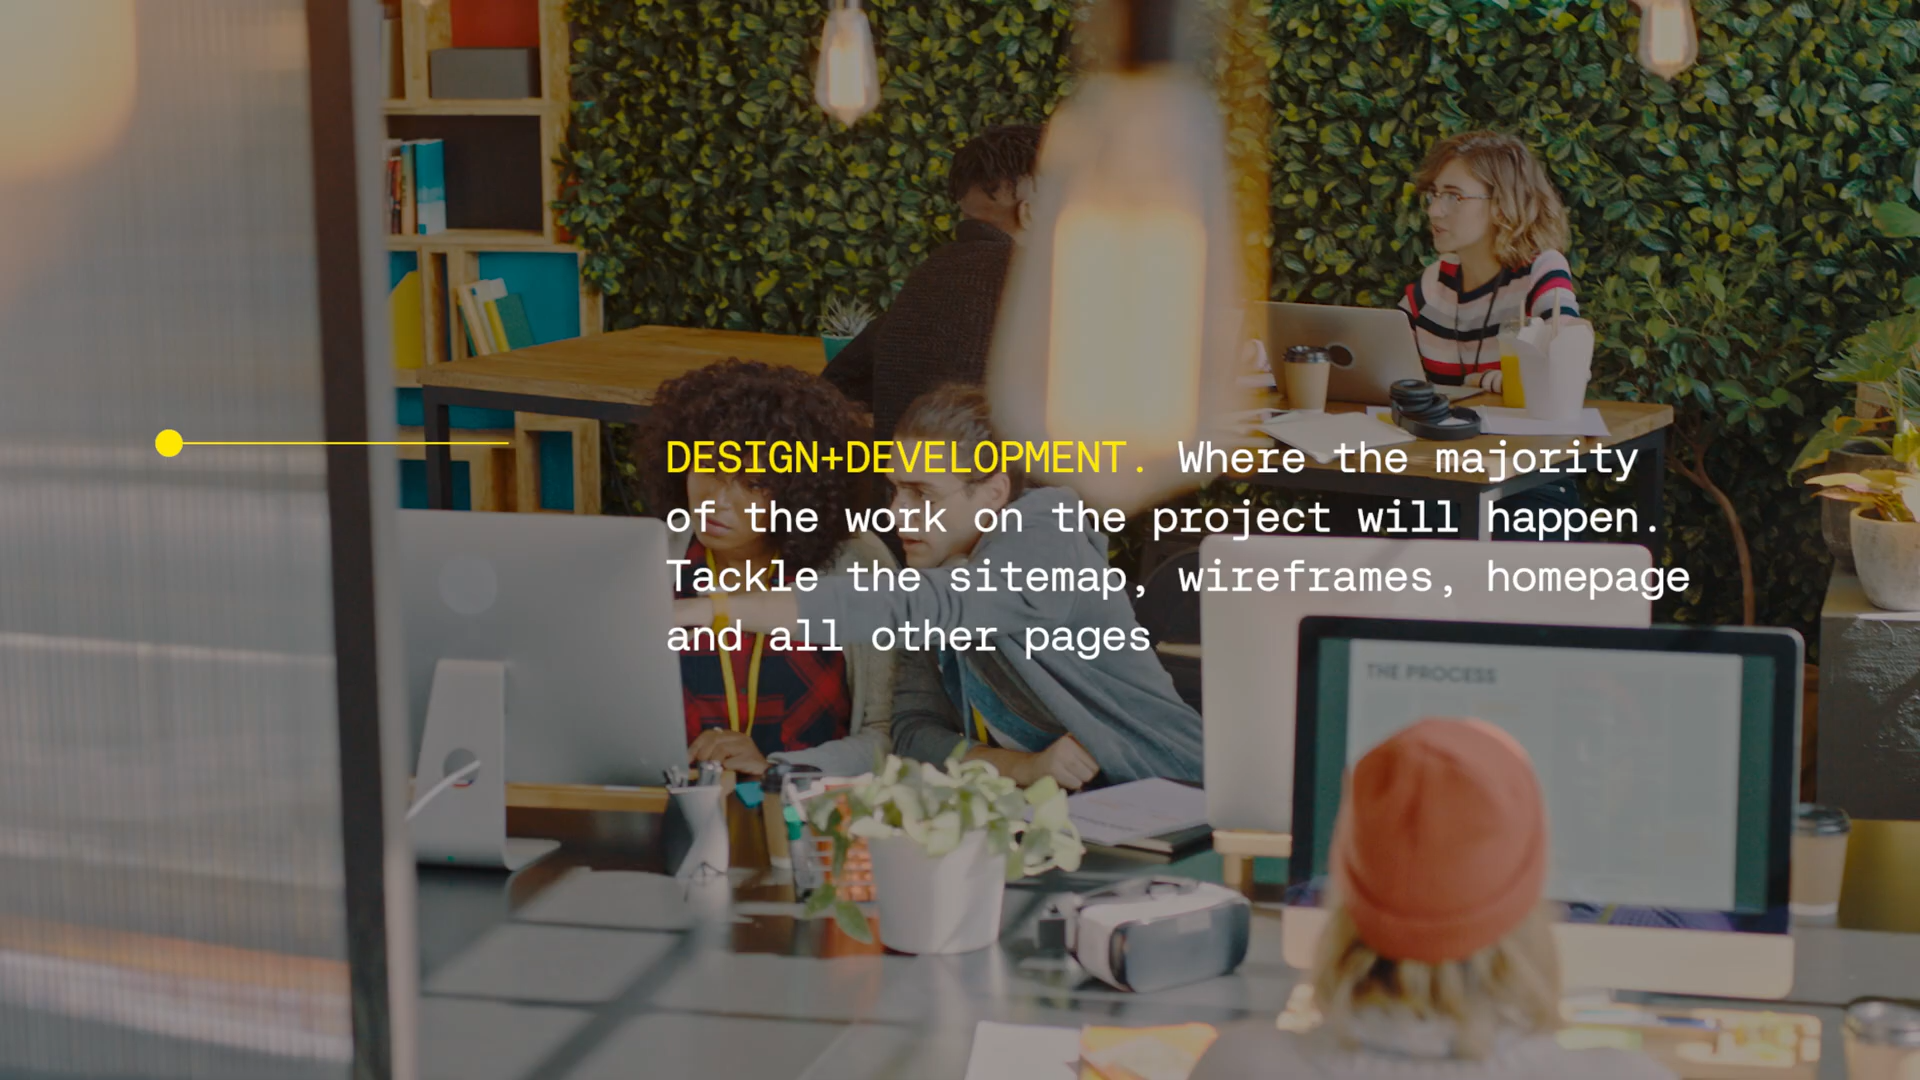 DESIGN+DEVELOPMENT. Where the majority
of the work on the project will happen.
Tackle the sitemap, wireframes, homepage
and all other pages
THE PROCESS